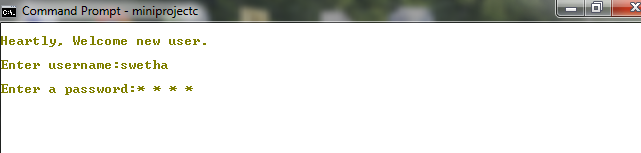 Command Prompt - miniprojectc
Heartly, Welcome new user.
Enter username:swetha
Enter a password:* * * *